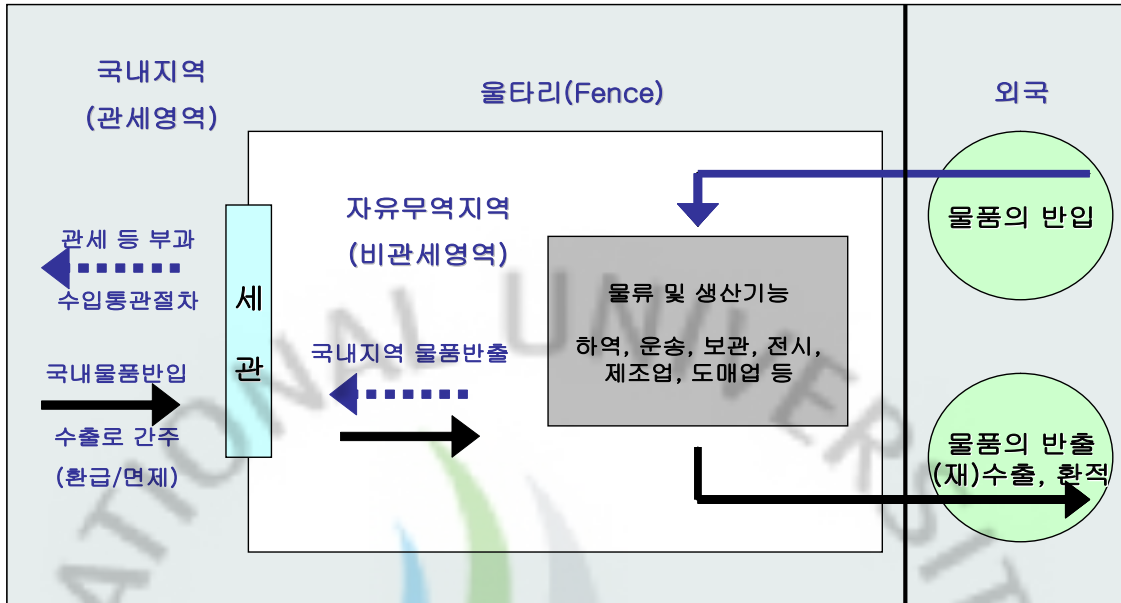 국내지역
(관세영역)
울타리(Fence)
외국
자유무역지역
(비관세영역)
물품의 반입
관세 등 부과
수입통관절차
세
관
물류 및 생산기능
하역, 운송, 보관, 전시,
제조업, 도매업 등
국내지역 물품반출
국내물품반입
수출로 간주
(환급/면제)
물품의 반출
(재)수출, 환적
ATIONAL UNIVERSIT